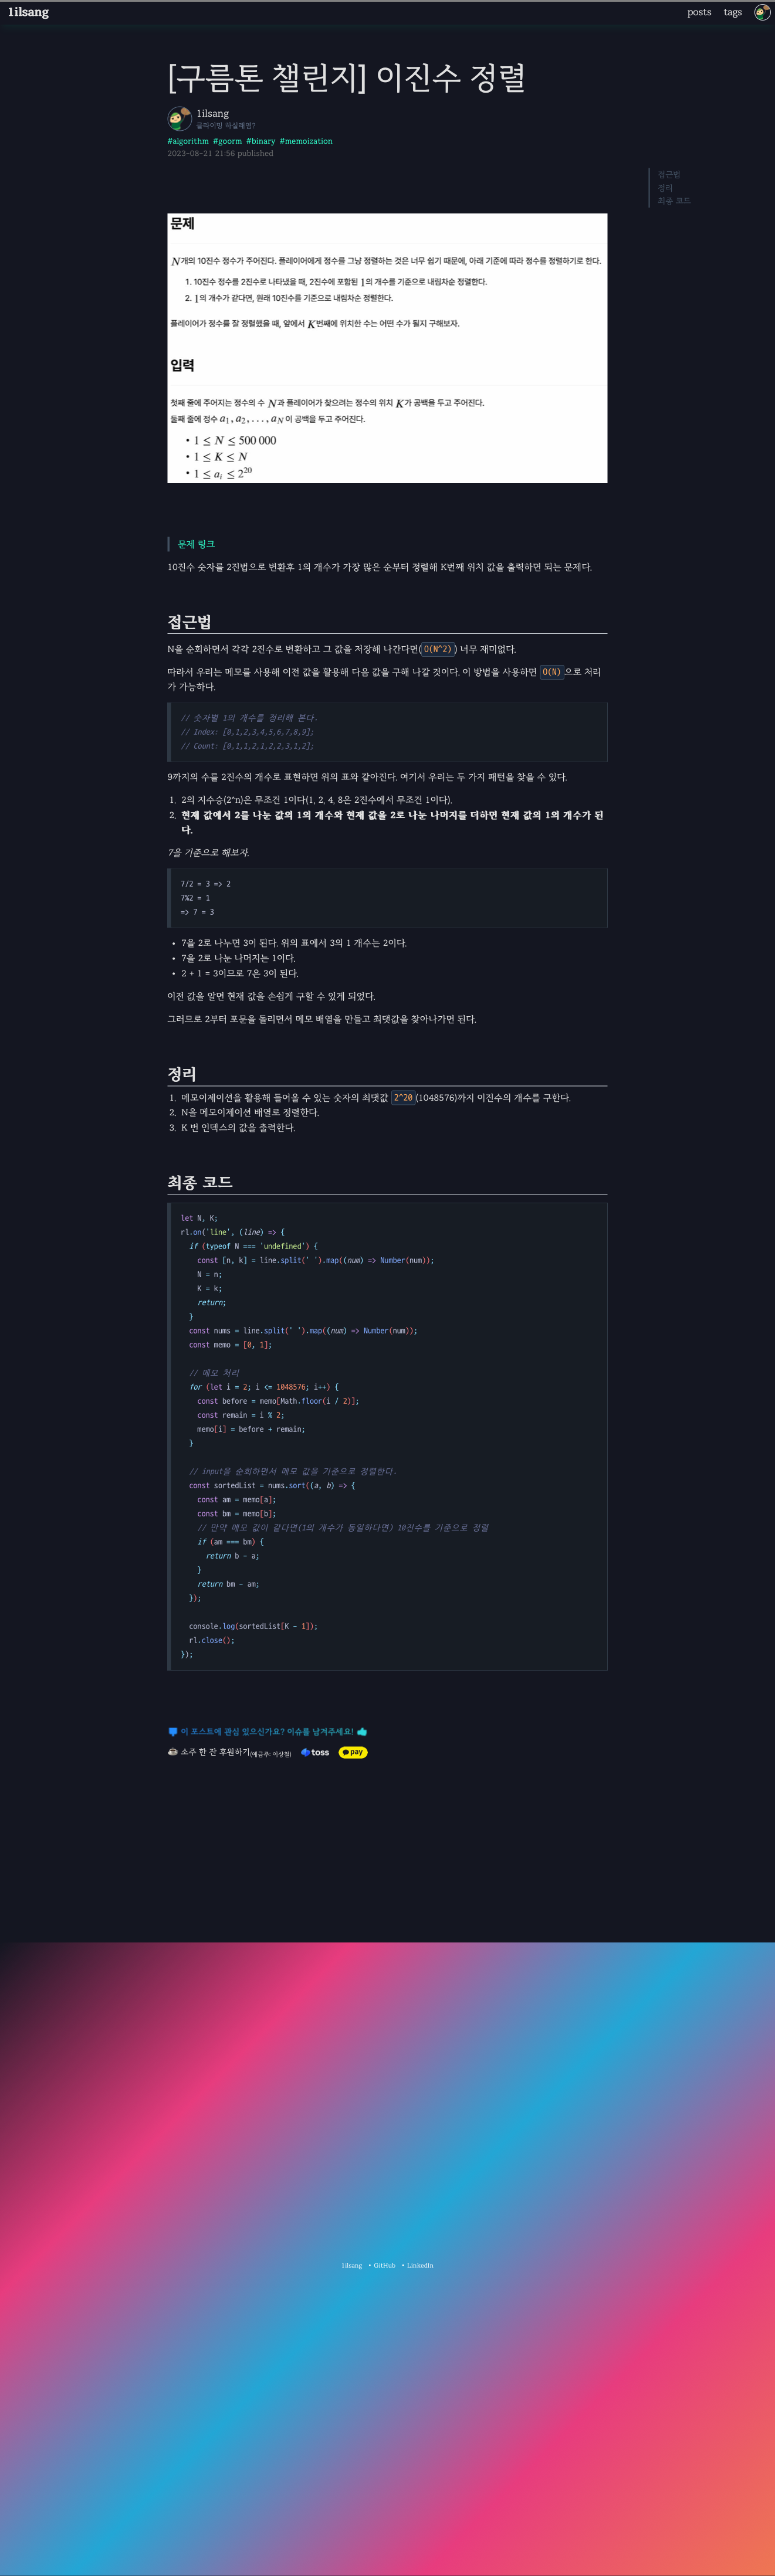 1ilsang
posts tags
[구름톤 챌린지] 이진수 정렬
1ilsang
클라이밍 하실래염?
#algorithm #goorm #binary #memoization
2023-08-21 21:56 published
접근법
정리
최종 코드
문제
N개의 10진수 정수가 주어진다. 플레이어에게 정수를 그냥 정렬하는 것은 너무 쉽기 때문에, 아래 기준에 따라 정수를 정렬하기로 한다.
1. 10진수 정수를 2진수로 나타냈을 때, 2진수에 포함된 1의 개수를 기준으로 내림차순 정렬한다.
2. 1의 개수가 같다면, 원래 10진수를 기준으로 내림차순 정렬한다.
플레이어가 정수를 잘 정렬했을 때, 앞에서 K번째에 위치한 수는 어떤 수가 될지 구해보자.
입력
첫째 줄에 주어지는 정수의 수 N과 플레이어가 찾으려는 정수의 위치 K가 공백을 두고 주어진다.
둘째 줄에 정수 a₁, a₂, . . . , a_N 이 공백을 두고 주어진다.
• 1 ≤ N ≤ 500 000
• 1 ≤ K ≤ N
• 1 ≤ aᵢ ≤ 2²⁰
문제 링크
10진수 숫자를 2진법으로 변환후 1의 개수가 가장 많은 순부터 정렬해 K번째 위치 값을 출력하면 되는 문제다.
접근법
N을 순회하면서 각각 2진수로 변환하고 그 값을 저장해 나간다면(O(N^2)) 너무 재미없다.
따라서 우리는 메모를 사용해 이전 값을 활용해 다음 값을 구해 나갈 것이다. 이 방법을 사용하면 O(N)으로 처리
가 가능하다.
// 숫자별 1의 개수를 정리해 본다.
// Index: [0,1,2,3,4,5,6,7,8,9];
// Count: [0,1,1,2,1,2,2,3,1,2];
9까지의 수를 2진수의 개수로 표현하면 위의 표와 같아진다. 여기서 우리는 두 가지 패턴을 찾을 수 있다.
1. 2의 지수승(2^n)은 무조건 1이다(1, 2, 4, 8은 2진수에서 무조건 1이다).
2. 현재 값에서 2를 나눈 값의 1의 개수와 현재 값을 2로 나눈 나머지를 더하면 현재 값의 1의 개수가 된
다.
7을 기준으로 해보자.
7/2 = 3 => 2
7%2 = 1
=> 7 = 3
• 7을 2로 나누면 3이 된다. 위의 표에서 3의 1 개수는 2이다.
• 7을 2로 나눈 나머지는 1이다.
• 2 + 1 = 3이므로 7은 3이 된다.
이전 값을 알면 현재 값을 손쉽게 구할 수 있게 되었다.
그러므로 2부터 포문을 돌리면서 메모 배열을 만들고 최댓값을 찾아나가면 된다.
정리
1. 메모이제이션을 활용해 들어올 수 있는 숫자의 최댓값 2^20(1048576)까지 이진수의 개수를 구한다.
2. N을 메모이제이션 배열로 정렬한다.
3. K 번 인덱스의 값을 출력한다.
최종 코드
let N, K;
rl.on('line', (line) => {
if (typeof N === 'undefined') {
const [n, k] = line.split(' ').map((num) => Number(num));
N = n;
K = k;
return;
}
const nums = line.split(' ').map((num) => Number(num));
const memo = [0, 1];
// 메모 처리
for (let i = 2; i <= 1048576; i++) {
const before = memo[Math.floor(i / 2)];
const remain = i % 2;
memo[i] = before + remain;
}
// input을 순회하면서 메모 값을 기준으로 정렬한다.
const sortedList = nums.sort((a, b) => {
const am = memo[a];
const bm = memo[b];
// 만약 메모 값이 같다면(1의 개수가 동일하다면) 10진수를 기준으로 정렬
if (am === bm) {
return b - a;
}
return bm - am;
});
console.log(sortedList[K - 1]);
rl.close();
});
이 포스트에 관심 있으신가요? 이슈를 남겨주세요!
소주 한 잔 후원하기(예금주: 이상철) toss pay
1ilsang • GitHub • LinkedIn